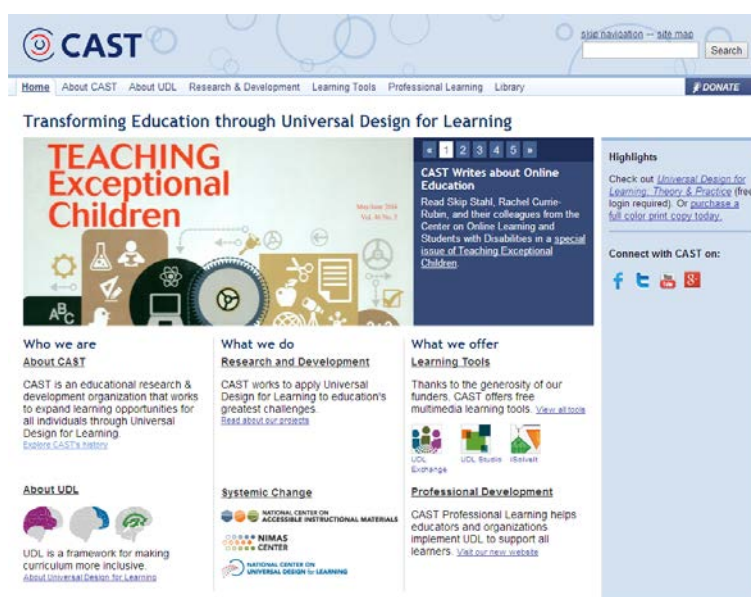 CAST
skip navigation — site map
Search
Home About CAST About UDL Research & Development Learning Tools Professional Learning Library
DONATE
Transforming Education through Universal Design for Learning
TEACHING
Exceptional
Children
May/June 2014
Vol. 46 No. 5
ABC
« 1 2 3 4 5 »
CAST Writes about Online
Education
Read Skip Stahl, Rachel Currie-
Rubin, and their colleagues from the
Center on Online Learning and
Students with Disabilities in a special
issue of Teaching Exceptional
Children.
Highlights
Check out Universal Design for
Learning: Theory & Practice (free
login required). Or purchase a
full color print copy today.
Connect with CAST on:
Who we are
About CAST
CAST is an educational research &
development organization that works
to expand learning opportunities for
all individuals through Universal
Design for Learning.
Explore CAST's history
What we do
Research and Development
CAST works to apply Universal
Design for Learning to education's
greatest challenges.
Read about our projects
What we offer
Learning Tools
Thanks to the generosity of our
funders, CAST offers free
multimedia learning tools. View all tools
UDL Exchange
UDL Studio
iSolveIt
About UDL
UDL is a framework for making
curriculum more inclusive.
About Universal Design for Learning
Systemic Change
NATIONAL CENTER ON
ACCESSIBLE INSTRUCTIONAL MATERIALS
NIMAS
CENTER
NATIONAL CENTER ON
UNIVERSAL DESIGN for LEARNING
Professional Development
CAST Professional Learning helps
educators and organizations
implement UDL to support all
learners. Visit our new website